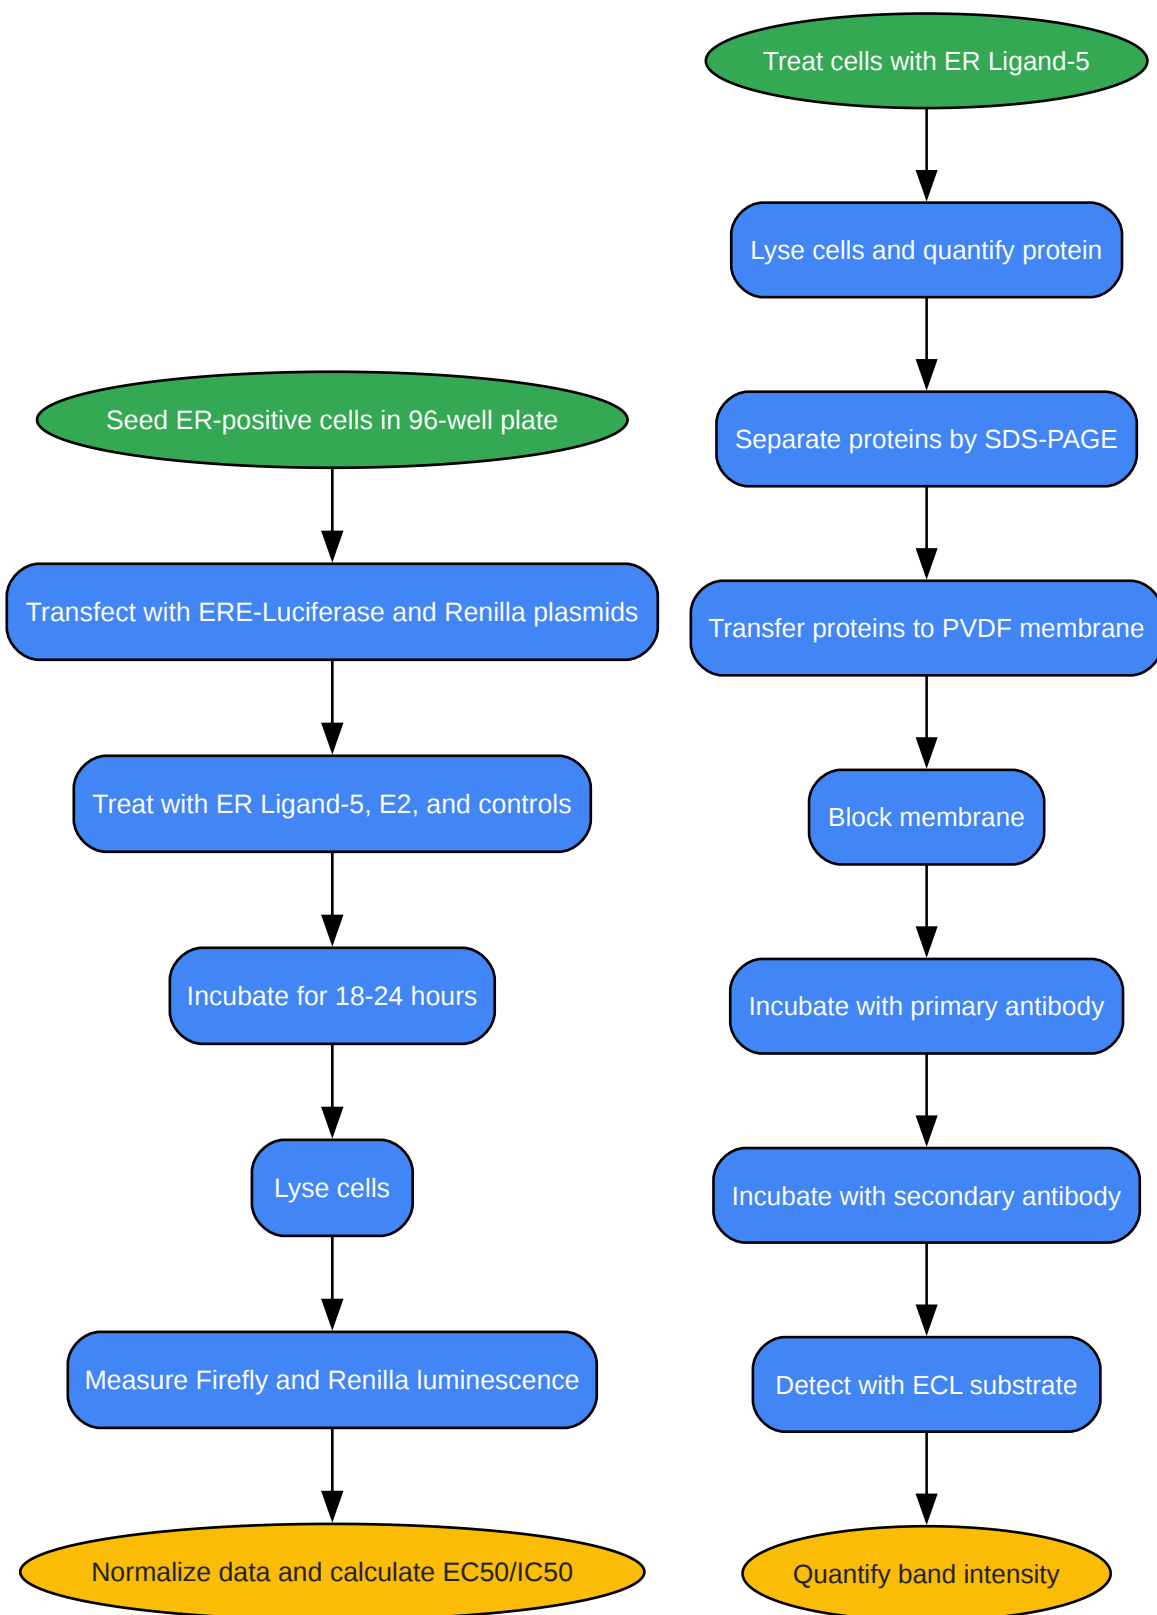 Seed ER-positive cells in 96-well plate
Transfect with ERE-Luciferase and Renilla plasmids
Treat with ER Ligand-5, E2, and controls
Incubate for 18-24 hours
Lyse cells
Measure Firefly and Renilla luminescence
Normalize data and calculate EC50/IC50
Treat cells with ER Ligand-5
Lyse cells and quantify protein
Separate proteins by SDS-PAGE
Transfer proteins to PVDF membrane
Block membrane
Incubate with primary antibody
Incubate with secondary antibody
Detect with ECL substrate
Quantify band intensity